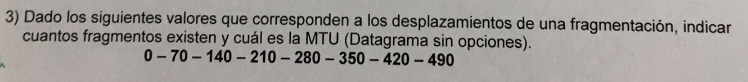 3) Dado los siguientes valores que corresponden a los desplazamientos de una fragmentación, indicar
cuantos fragmentos existen y cuál es la MTU (Datagrama sin opciones).
0 – 70 – 140 – 210 – 280 – 350 – 420 – 490